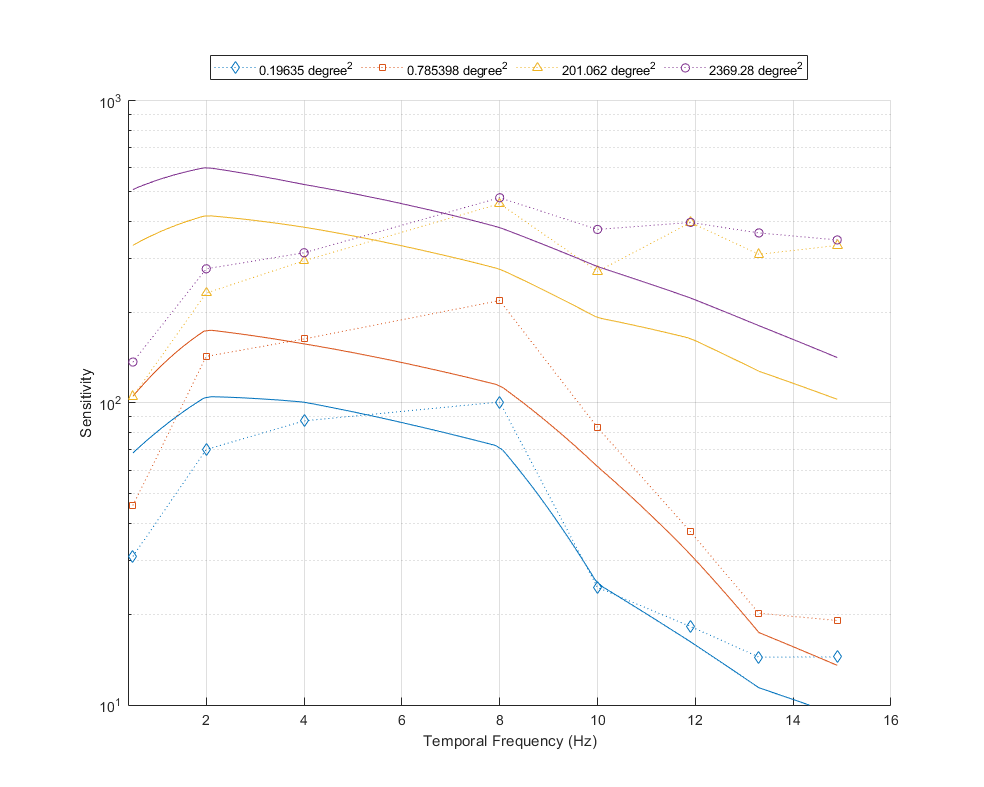 0.19635 degree² 0.785398 degree² 201.062 degree² 2369.28 degree²
10³
10²
10¹
Sensitivity
2 4 6 8 10 12 14 16
Temporal Frequency (Hz)